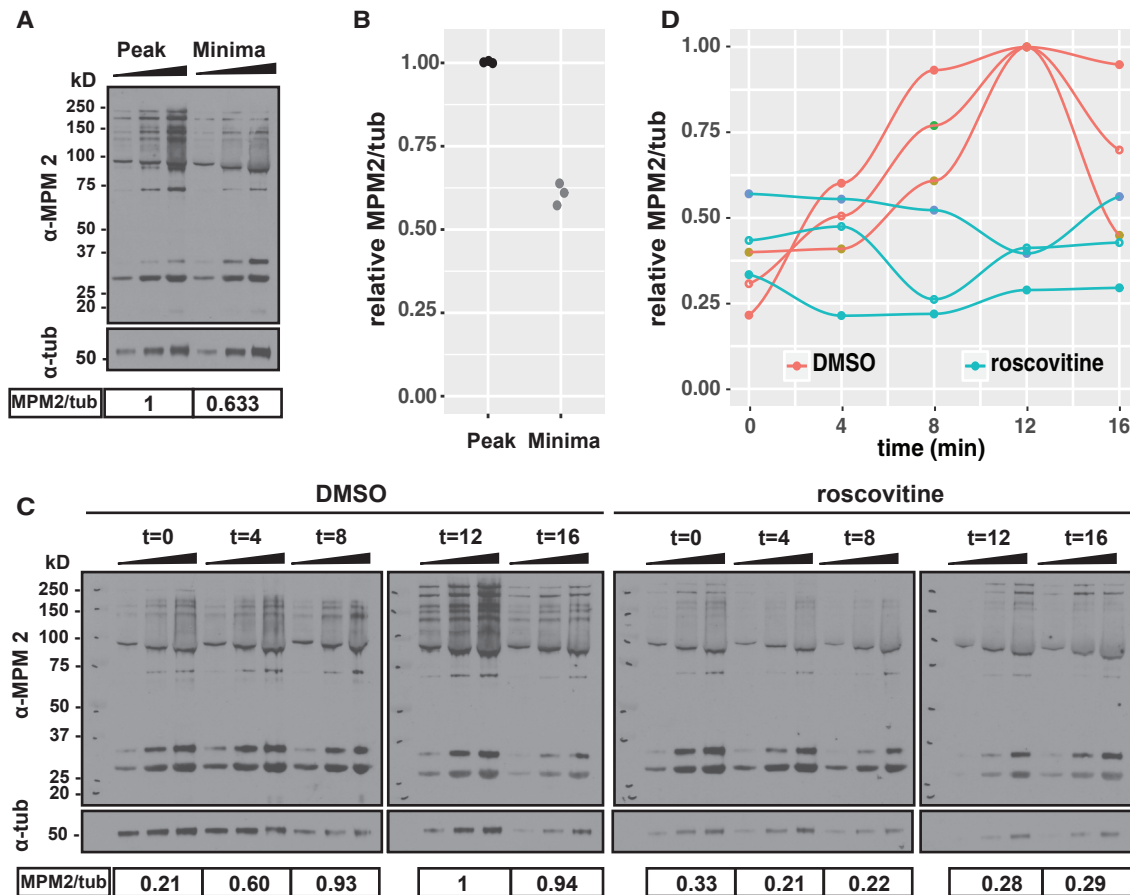 A
Peak Minima
kD
250
150
100
75
50
37
25
20
α-MPM 2
50
α-tub
MPM2/tub 1 0.633
B
relative MPM2/tub
1.00
0.75
0.50
0.25
0.00
Peak Minima
D
relative MPM2/tub
1.00
0.75
0.50
0.25
0.00
DMSO roscovitine
0 4 8 12 16
time (min)
C
DMSO roscovitine
t=0 t=4 t=8 t=12 t=16 t=0 t=4 t=8 t=12 t=16
kD
250
150
100
75
50
37
25
20
α-MPM 2
50
α-tub
MPM2/tub 0.21 0.60 0.93 1 0.94 0.33 0.21 0.22 0.28 0.29